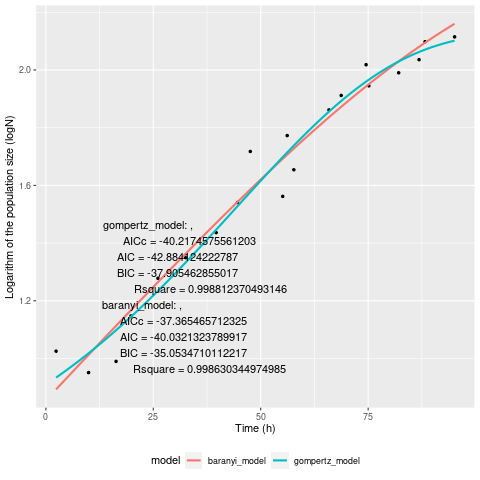 2.0
1.6
1.2
Logarithm of the population size (logN)
gompertz_model: ,
AICc = -40.2174575561203
AIC = -42.884424222787
BIC = -37.905462855017
Rsquare = 0.998812370493146
baranyi_model: ,
AICc = -37.365465712325
AIC = -40.0321323789917
BIC = -35.0534710112217
Rsquare = 0.998630344974985
0 25 50 75
Time (h)
model baranyi_model gompertz_model